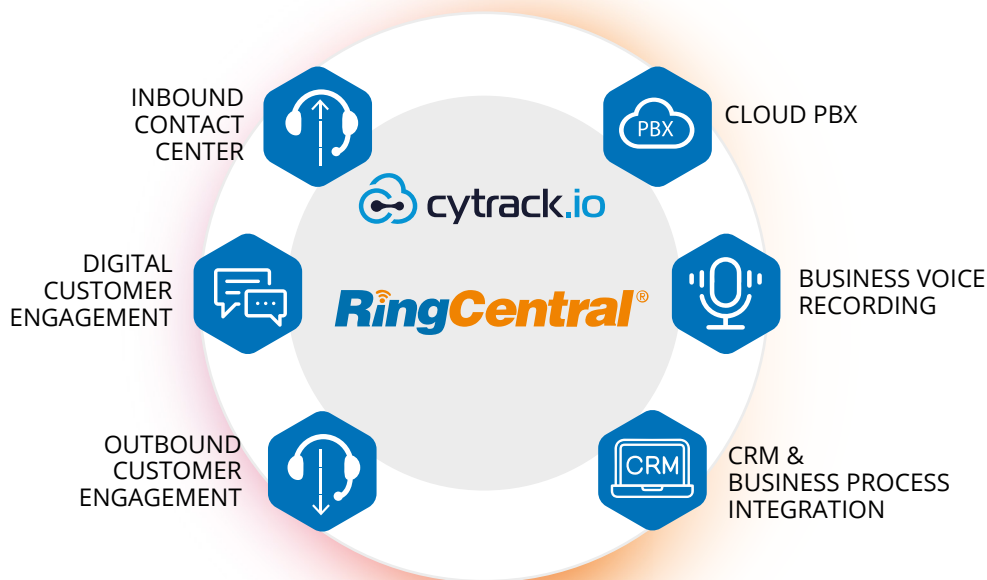 INBOUND
CONTACT
CENTER
PBX
CLOUD PBX
cytrack.io
DIGITAL
CUSTOMER
ENGAGEMENT
RingCentral®
BUSINESS VOICE
RECORDING
OUTBOUND
CUSTOMER
ENGAGEMENT
CRM
CRM &
BUSINESS PROCESS
INTEGRATION